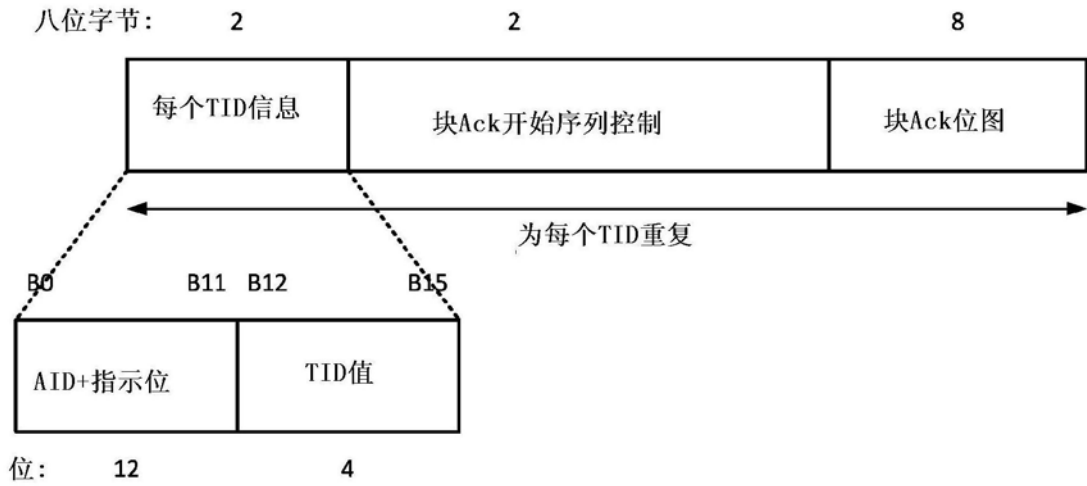 八位字节: 2 2 8
每个TID信息 块Ack开始序列控制 块Ack位图
为每个TID重复
B0 B11 B12 B15
AID+指示位 TID值
位: 12 4